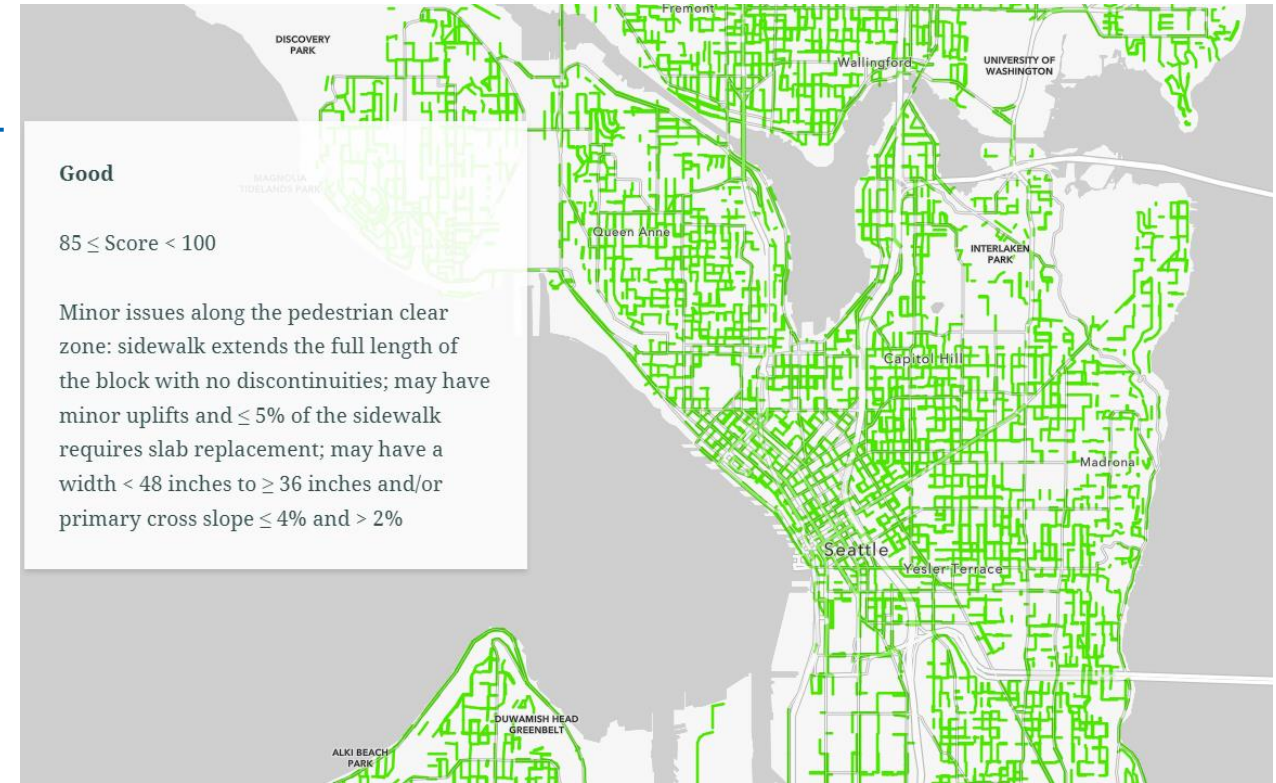 Fremont
DISCOVERY
PARK
Wallingford
UNIVERSITY OF
WASHINGTON
Good
MAGNOLIA
TIDELANDS PARK
85 ≤ Score < 100
Queen Anne
INTERLAKEN
PARK
Minor issues along the pedestrian clear
zone: sidewalk extends the full length of
the block with no discontinuities; may have
minor uplifts and ≤ 5% of the sidewalk
requires slab replacement; may have a
width < 48 inches to ≥ 36 inches and/or
primary cross slope ≤ 4% and > 2%
Capitol Hill
Madrona
Seattle
Yesler Terrace
DUWAMISH HEAD
GREENBELT
ALKI BEACH
PARK